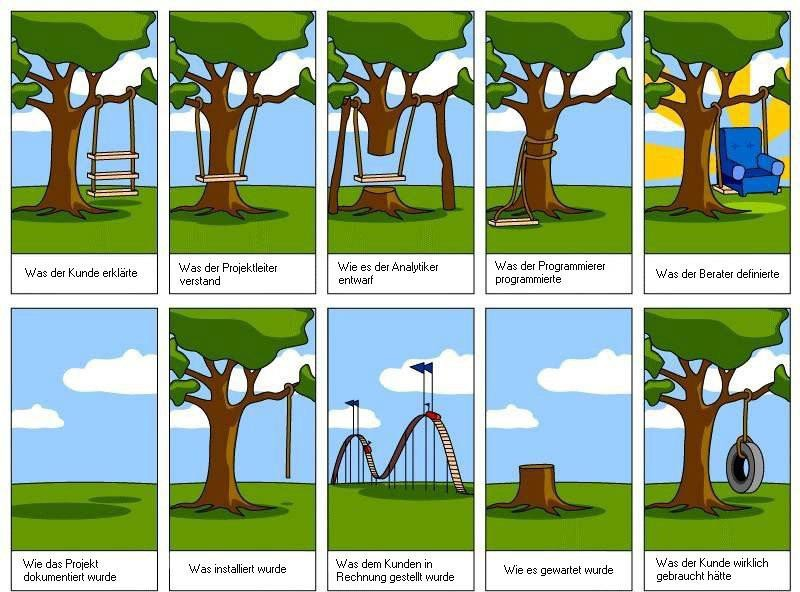 Was der Kunde erklärte
Was der Projektleiter
verstand
Wie es der Analytiker
entwarf
Was der Programmierer
programmierte
Was der Berater definierte
Wie das Projekt
dokumentiert wurde
Was installiert wurde
Was dem Kunden in
Rechnung gestellt wurde
Wie es gewartet wurde
Was der Kunde wirklich
gebraucht hätte